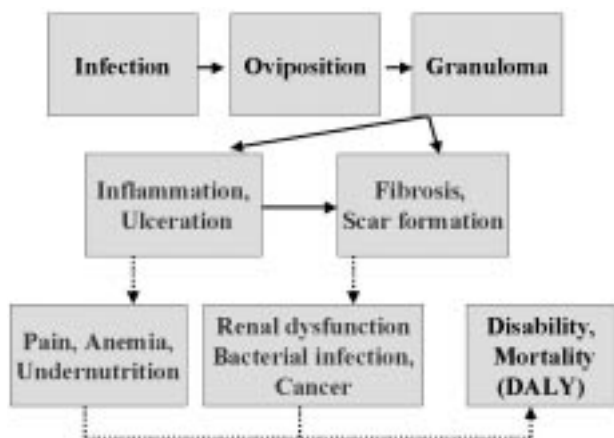 Infection
Oviposition
Granuloma
Inflammation,
Ulceration
Fibrosis,
Scar formation
Pain, Anemia,
Undernutrition
Renal dysfunction
Bacterial infection,
Cancer
Disability,
Mortality
(DALY)